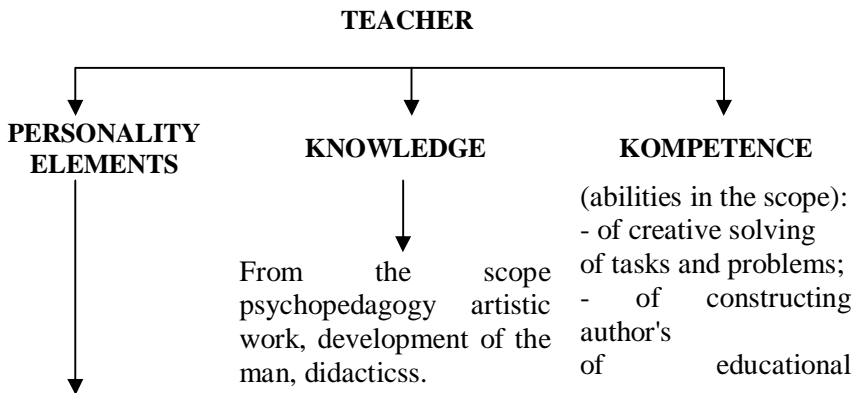 TEACHER
PERSONALITY
ELEMENTS
KNOWLEDGE
KOMPETENCE
From the scope
psychopedagogy artistic
work, development of the
man, didacticss.
(abilities in the scope):
- of creative solving
of tasks and problems;
- of constructing
author's
of educational